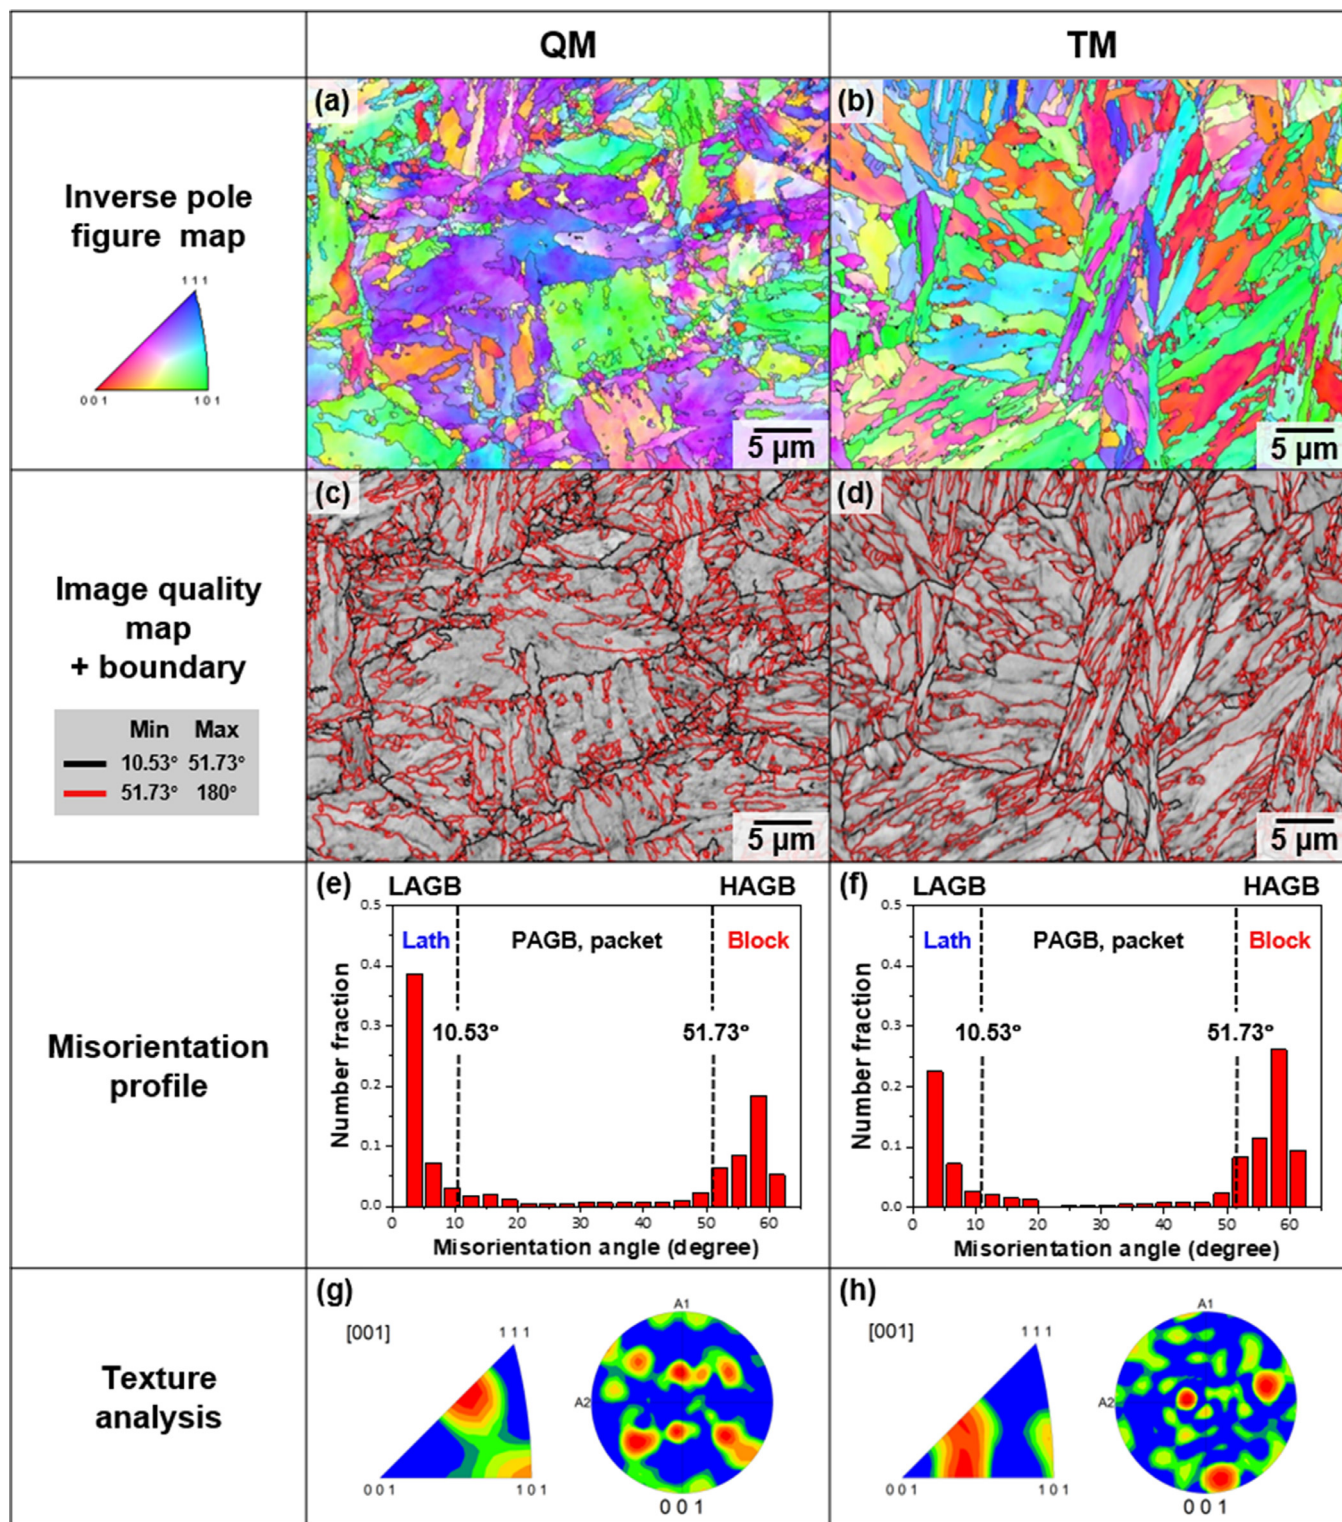 QM
TM
Inverse pole
figure map
1 1 1
0 0 1
1 0 1
(a)
5 μm
(b)
5 μm
Image quality
map
+ boundary
Min Max
10.53° 51.73°
51.73° 180°
(c)
5 μm
(d)
5 μm
Misorientation
profile
(e)
LAGB
HAGB
0.5
0.4
0.3
0.2
0.1
0.0
Number fraction
Lath
PAGB, packet
Block
10.53°
51.73°
0 10 20 30 40 50 60
Misorientation angle (degree)
(f)
LAGB
HAGB
0.5
0.4
0.3
0.2
0.1
0.0
Number fraction
Lath
PAGB, packet
Block
10.53°
51.73°
0 10 20 30 40 50 60
Misorientation angle (degree)
Texture
analysis
(g)
[001]
1 1 1
0 0 1
1 0 1
A1
A2
0 0 1
(h)
[001]
1 1 1
0 0 1
1 0 1
A1
A2
0 0 1